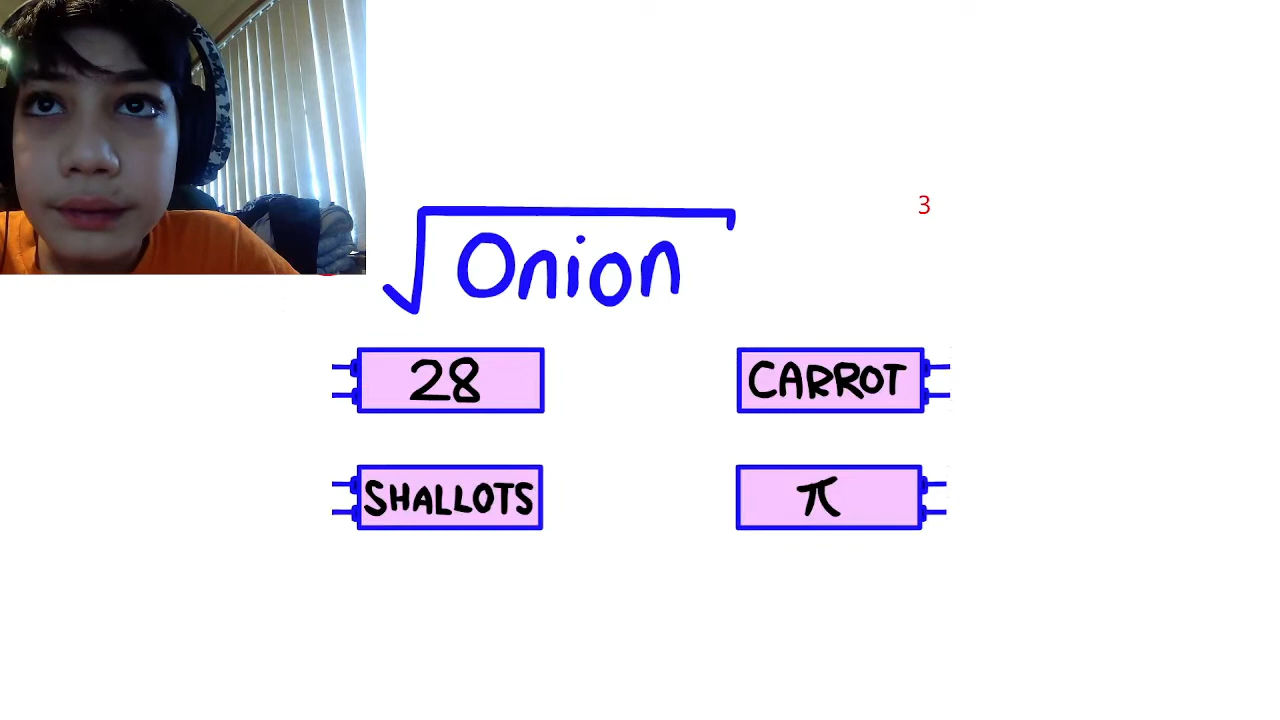 3
√Onion
28
CARROT
SHALLOTS
π